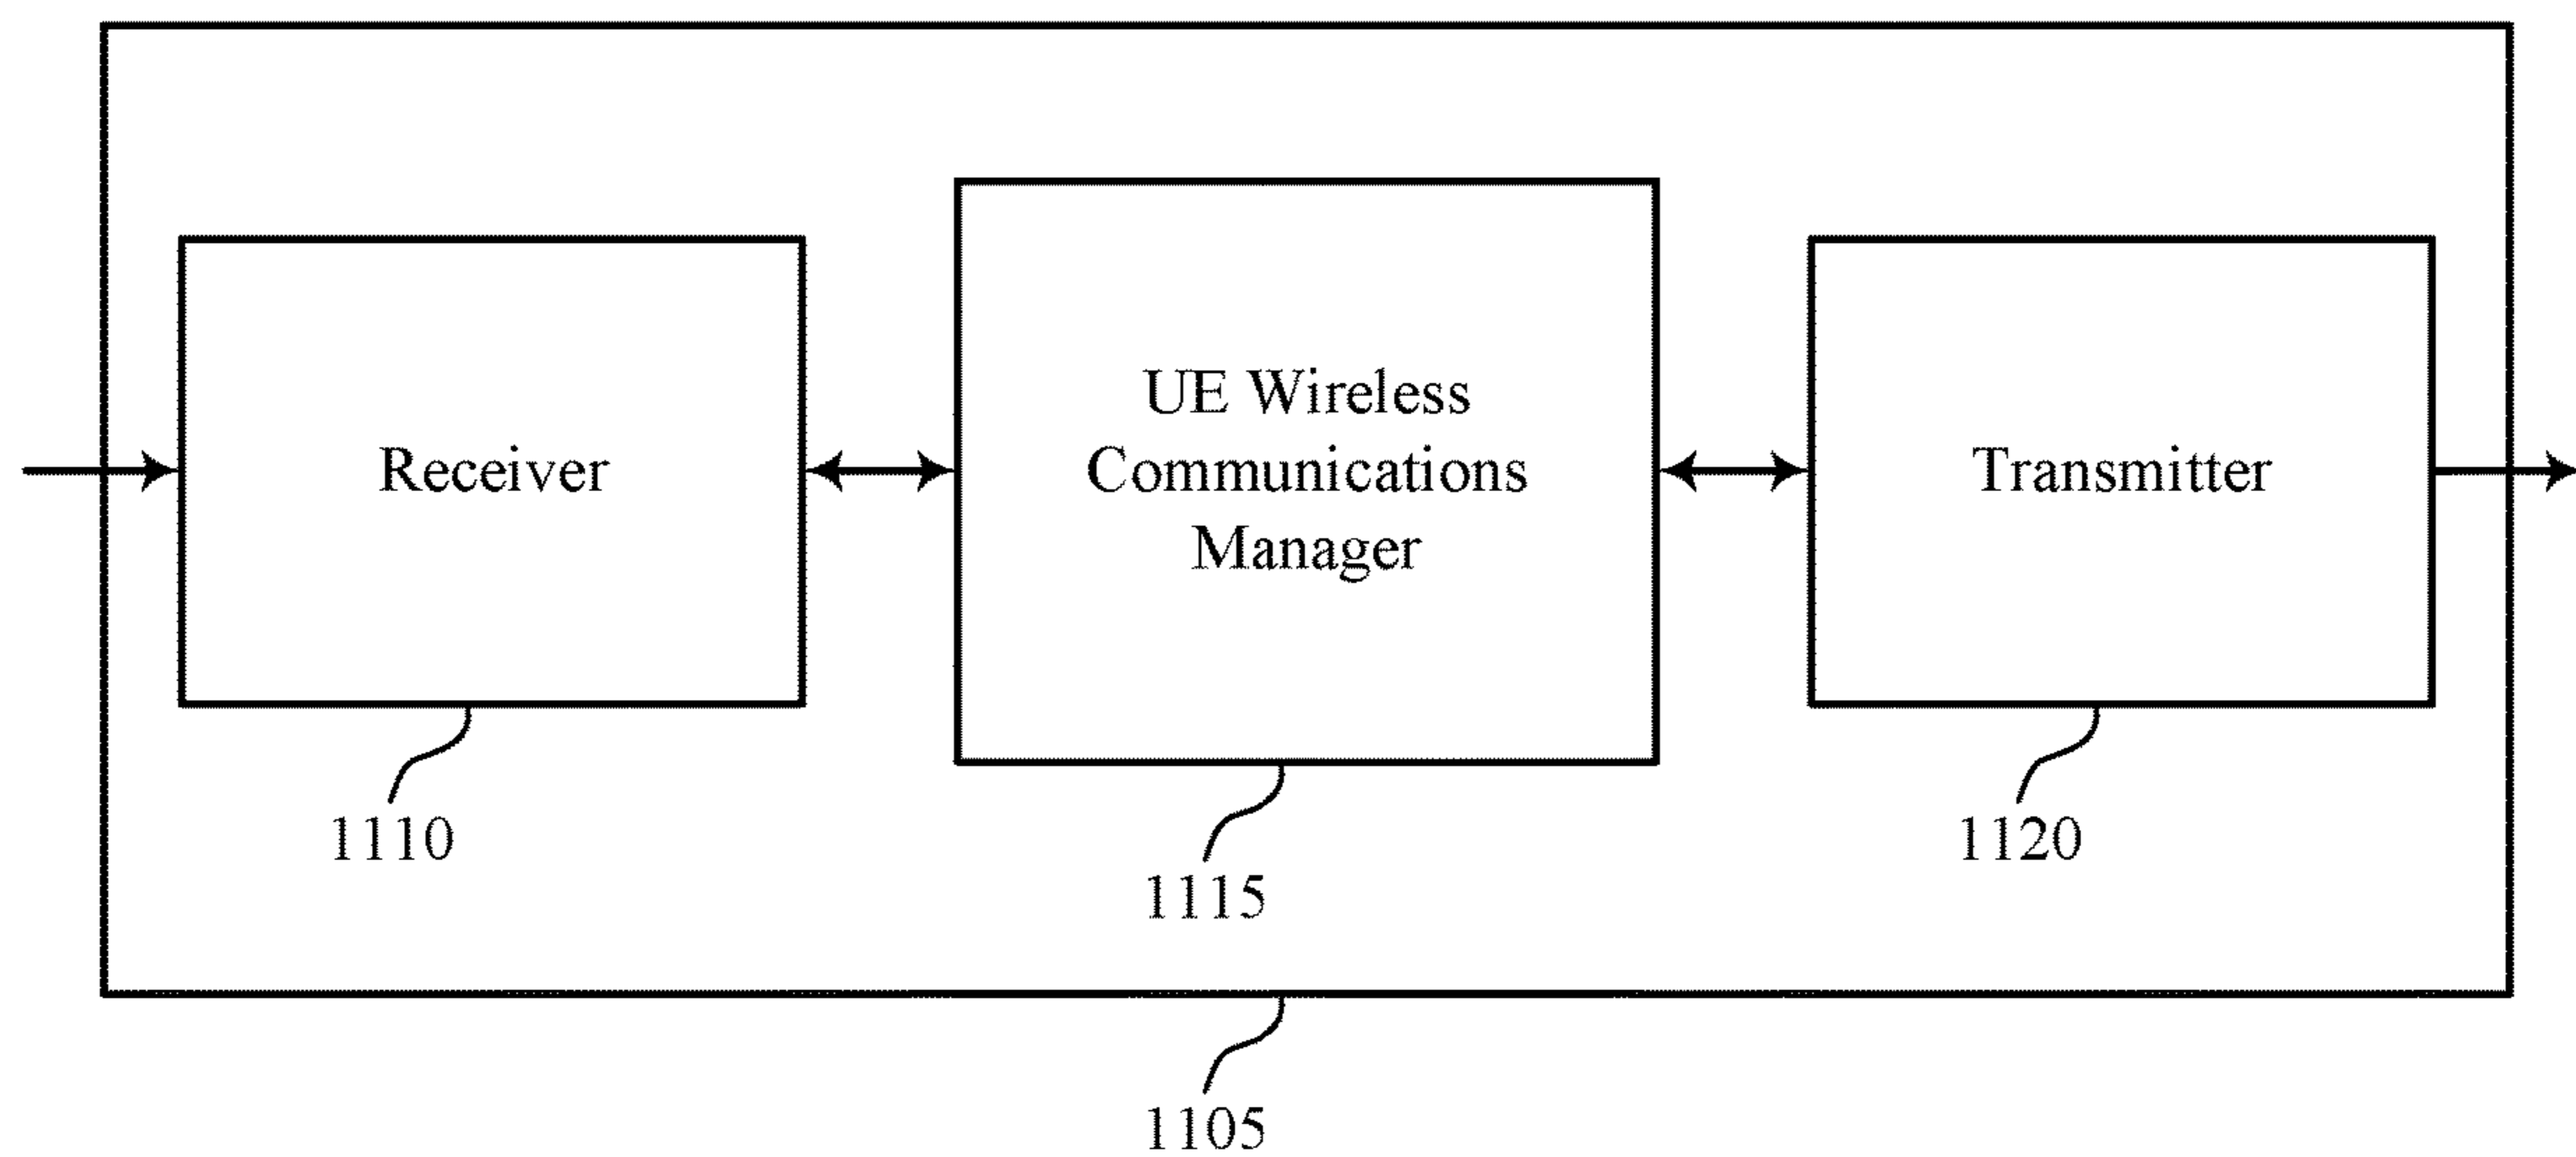 Receiver
UE Wireless
Communications
Manager
Transmitter
1110
1115
1120
1105